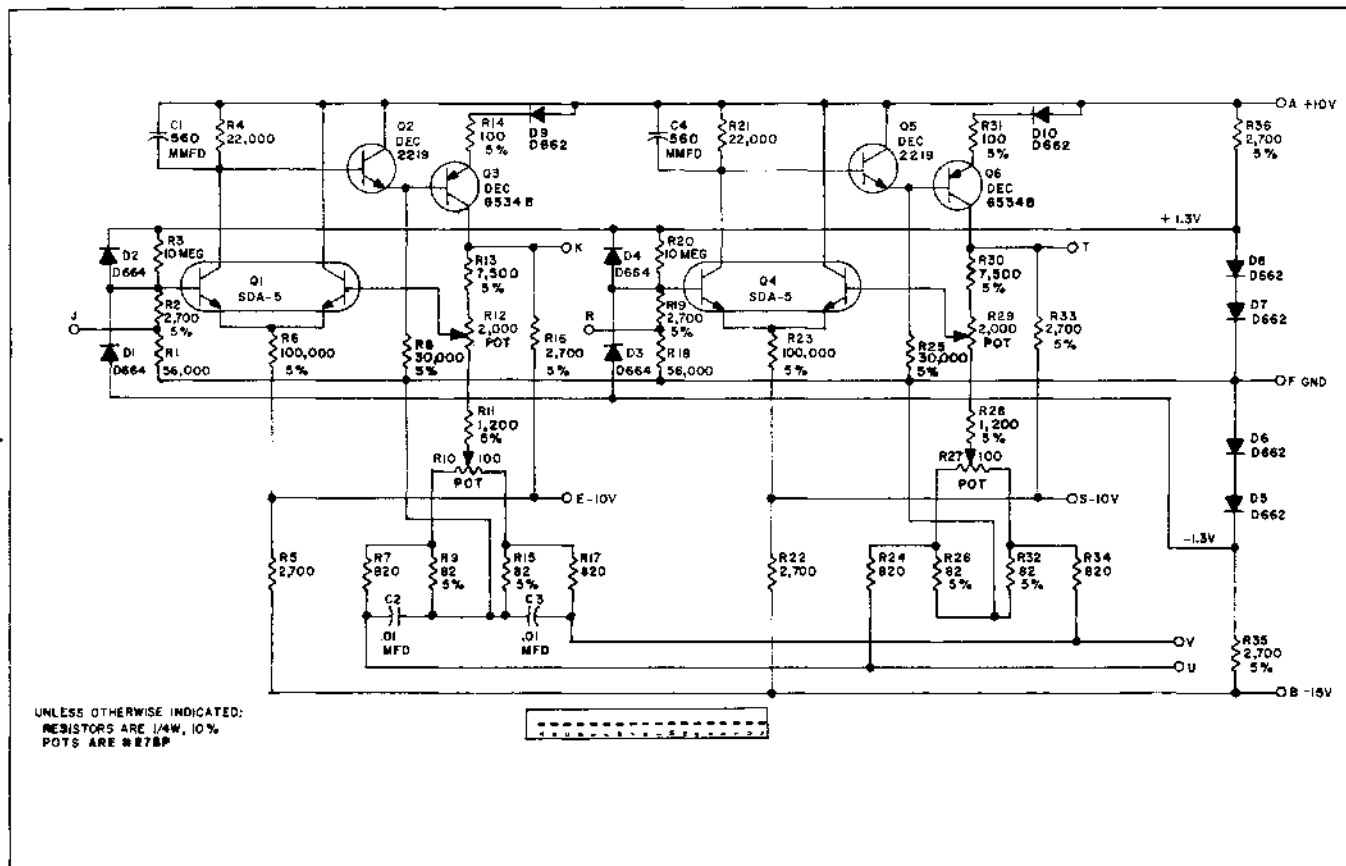 C1
560
MMFD
R4
22,000
Q2
DEC
2219
R14
100
5%
D9
D662
Q3
DEC
6534B
C4
560
MMFD
R21
22,000
Q5
DEC
2219
R31
100
5%
D10
D662
Q6
DEC
6534B
A +10V
R36
2,700
5%
+1.3V
D2
D664
R3
10 MEG
Q1
SDA-5
K
R13
7,500
5%
D4
D664
R20
10 MEG
Q4
SDA-5
T
R30
7,500
5%
D8
D662
D7
D662
J
R2
2,700
5%
R12
2,000
POT
R
R19
2,700
5%
R29
2,000
POT
D1
D664
R1
56,000
R6
100,000
5%
R8
30,000
5%
R16
2,700
5%
D3
D664
R18
56,000
R23
100,000
5%
R25
30,000
5%
R33
2,700
5%
F GND
R11
1,200
5%
R10 100
POT
R28
1,200
5%
R27 100
POT
D6
D662
D5
D662
E-10V
S-10V
-1.3V
R5
2,700
R7
820
R9
82
5%
R15
82
5%
R17
820
R22
2,700
R24
820
R26
82
5%
R32
82
5%
R34
820
C2
.01
MFD
C3
.01
MFD
V
U
R35
2,700
5%
B -15V
UNLESS OTHERWISE INDICATED:
RESISTORS ARE 1/4W, 10%
POTS ARE